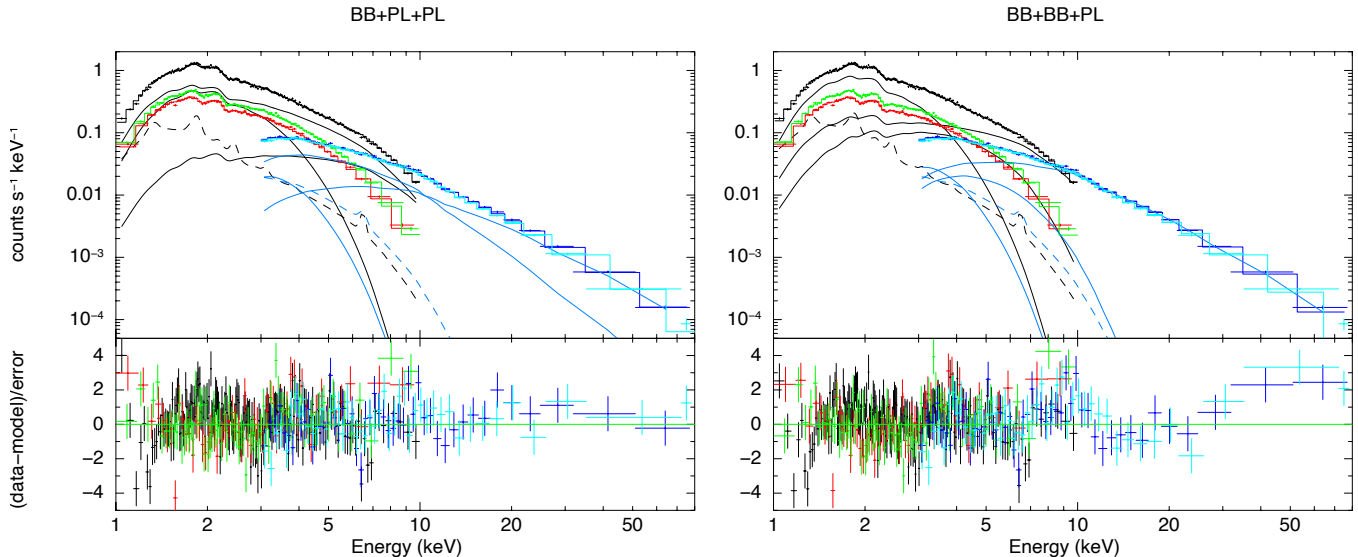 BB+PL+PL
BB+BB+PL
counts s⁻¹ keV⁻¹
1
0.1
0.01
10⁻³
10⁻⁴
1
0.1
0.01
10⁻³
10⁻⁴
(data−model)/error
4
2
0
−2
−4
4
2
0
−2
−4
1 2 5 10 20 50
1 2 5 10 20 50
Energy (keV)
Energy (keV)